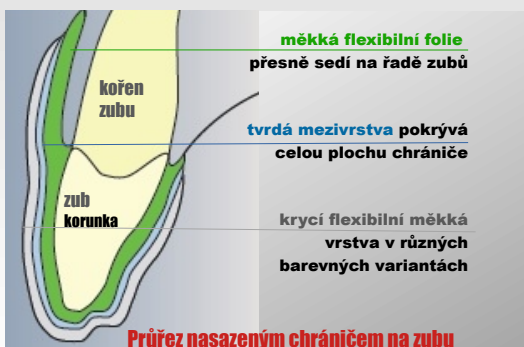 měkká flexibilní folie
přesně sedí na řadě zubů
kořen
zubu
tvrdá mezivrstva pokrývá
celou plochu chrániče
zub
korunka
krycí flexibilní měkká
vrstva v různých
barevných variantách
Průřez nasazeným chráničem na zubu